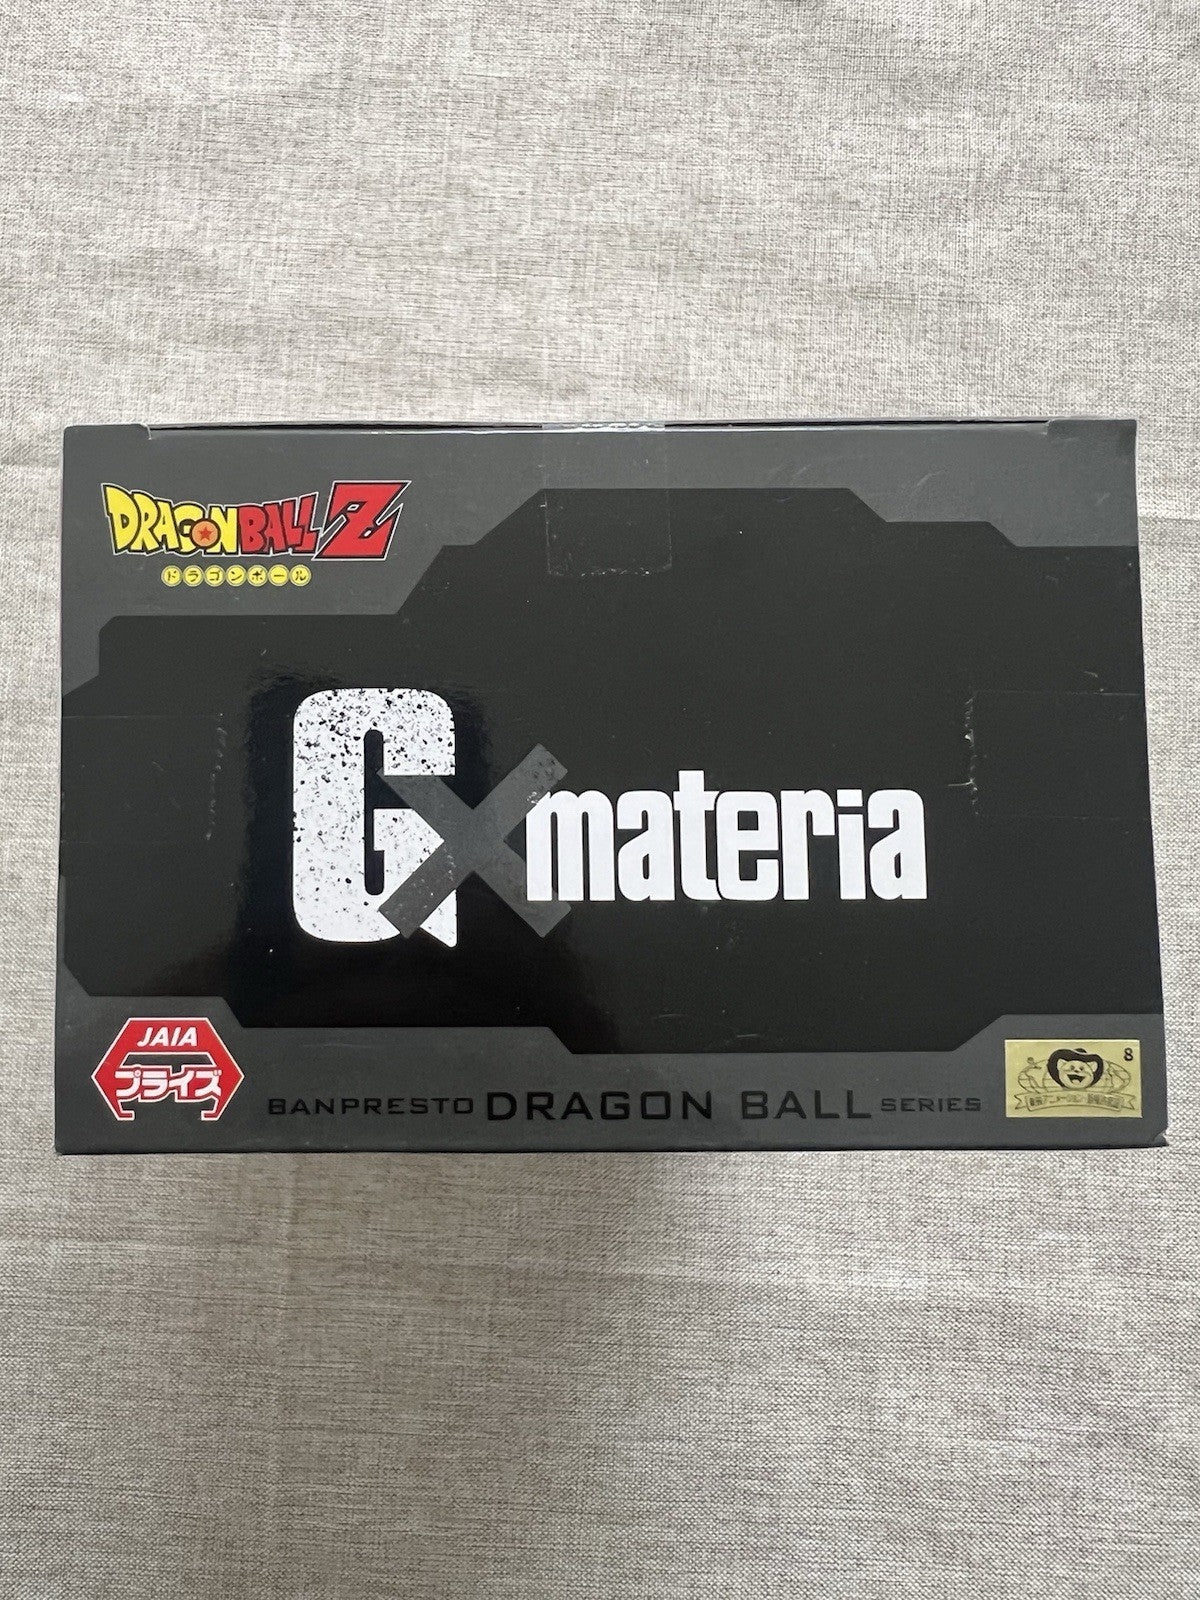 DRAGON BALL Z
ドラゴンボール
G×materia
JAIA
プライズ
BANPRESTO DRAGON BALL SERIES
8